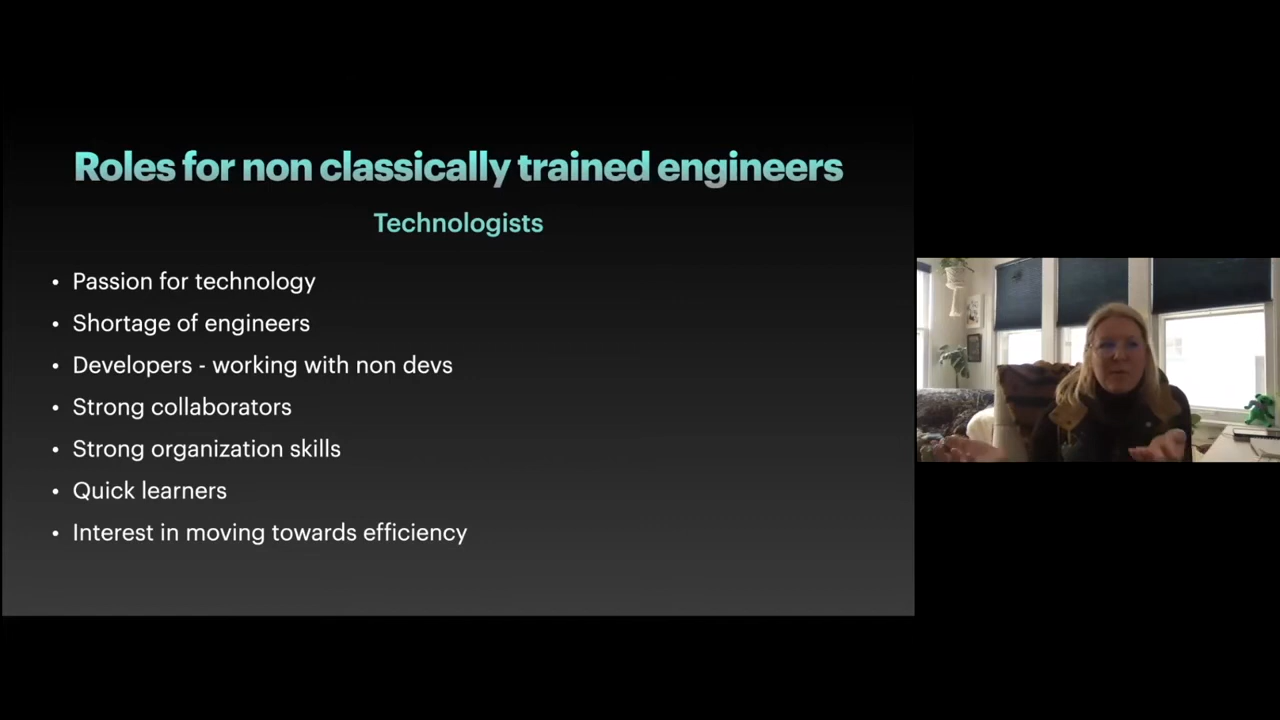 Roles for non classically trained engineers
Technologists
• Passion for technology
• Shortage of engineers
• Developers - working with non devs
• Strong collaborators
• Strong organization skills
• Quick learners
• Interest in moving towards efficiency